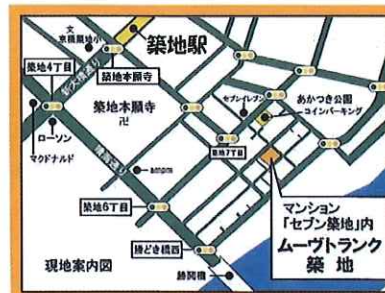 文
京橋築地小
築地駅
築地4丁目
新大橋通り
築地本願寺
築地本願寺
卍
セブンイレブン
あかつき公園
コインパーキング
ローソン
マクドナルド
晴海通り
ampm
築地7丁目
築地6丁目
マンション
「セブン築地」内
ムーヴトランク
築地
勝どき橋西
現地案内図
勝鬨橋